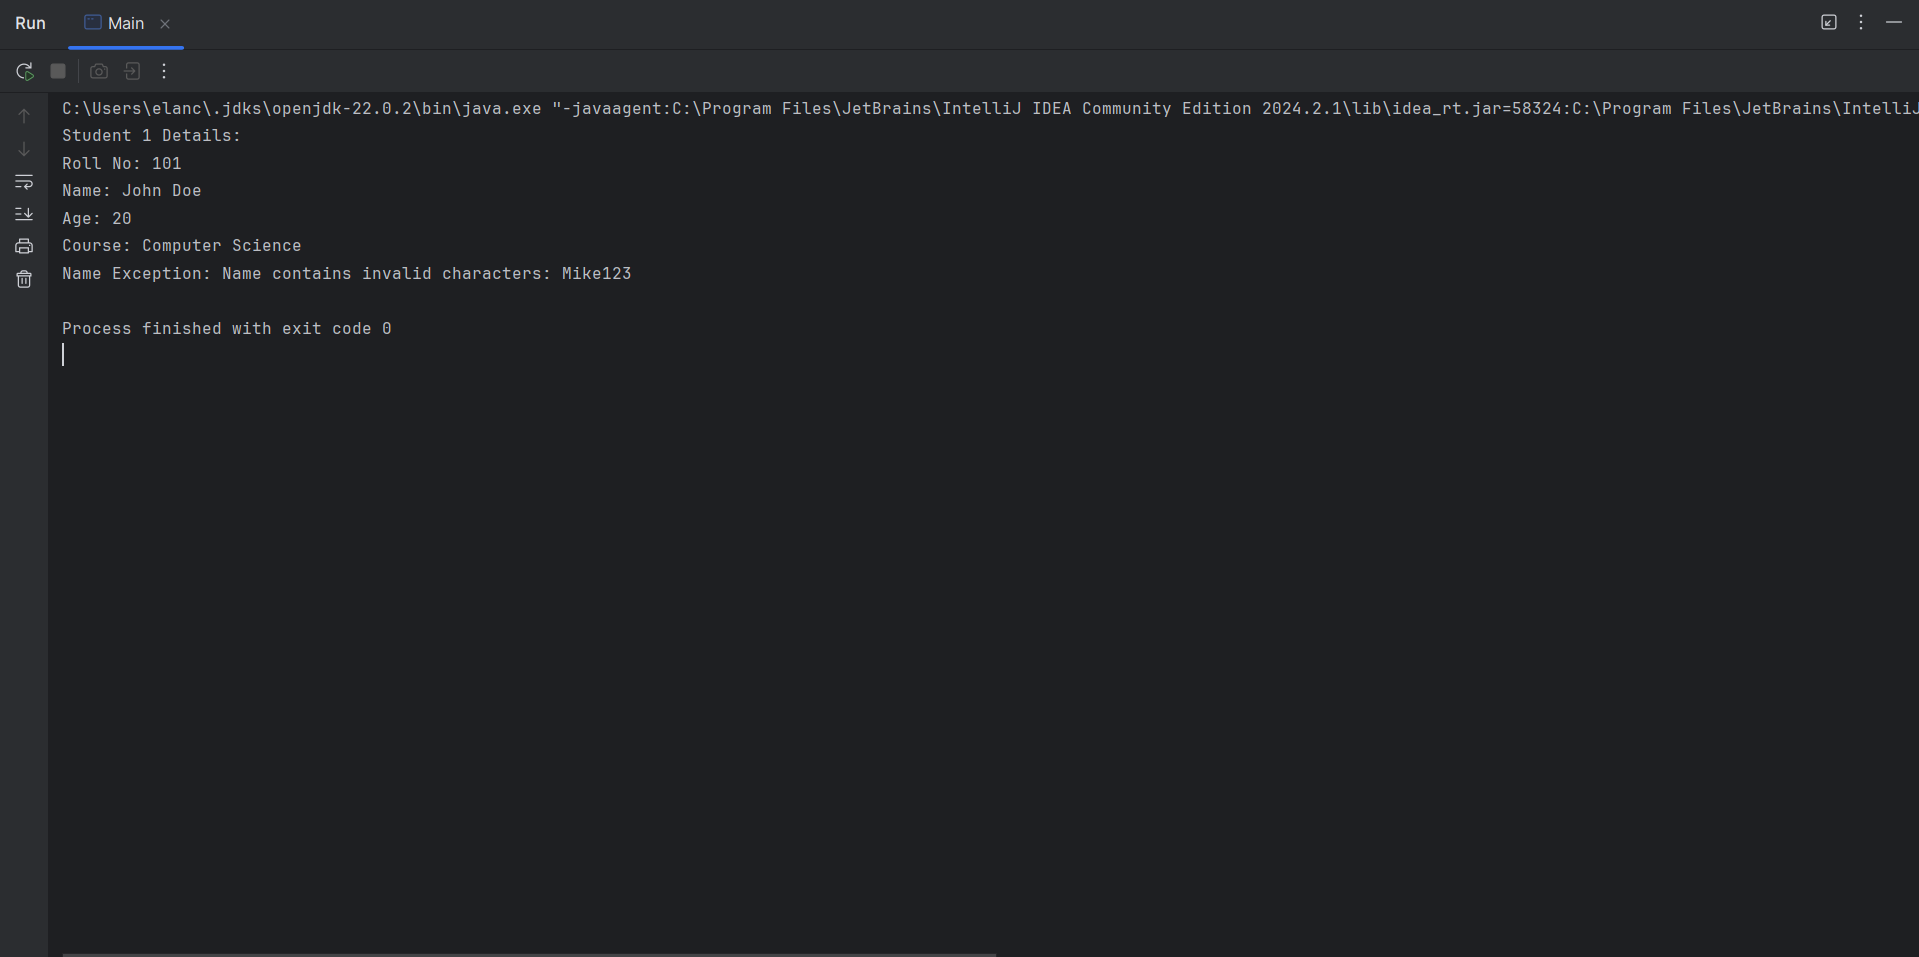 Run Main
C:\Users\elanc\.jdks\openjdk-22.0.2\bin\java.exe "-javaagent:C:\Program Files\JetBrains\IntelliJ IDEA Community Edition 2024.2.1\lib\idea_rt.jar=58324:C:\Program Files\JetBrains\IntelliJ
Student 1 Details:
Roll No: 101
Name: John Doe
Age: 20
Course: Computer Science
Name Exception: Name contains invalid characters: Mike123
Process finished with exit code 0